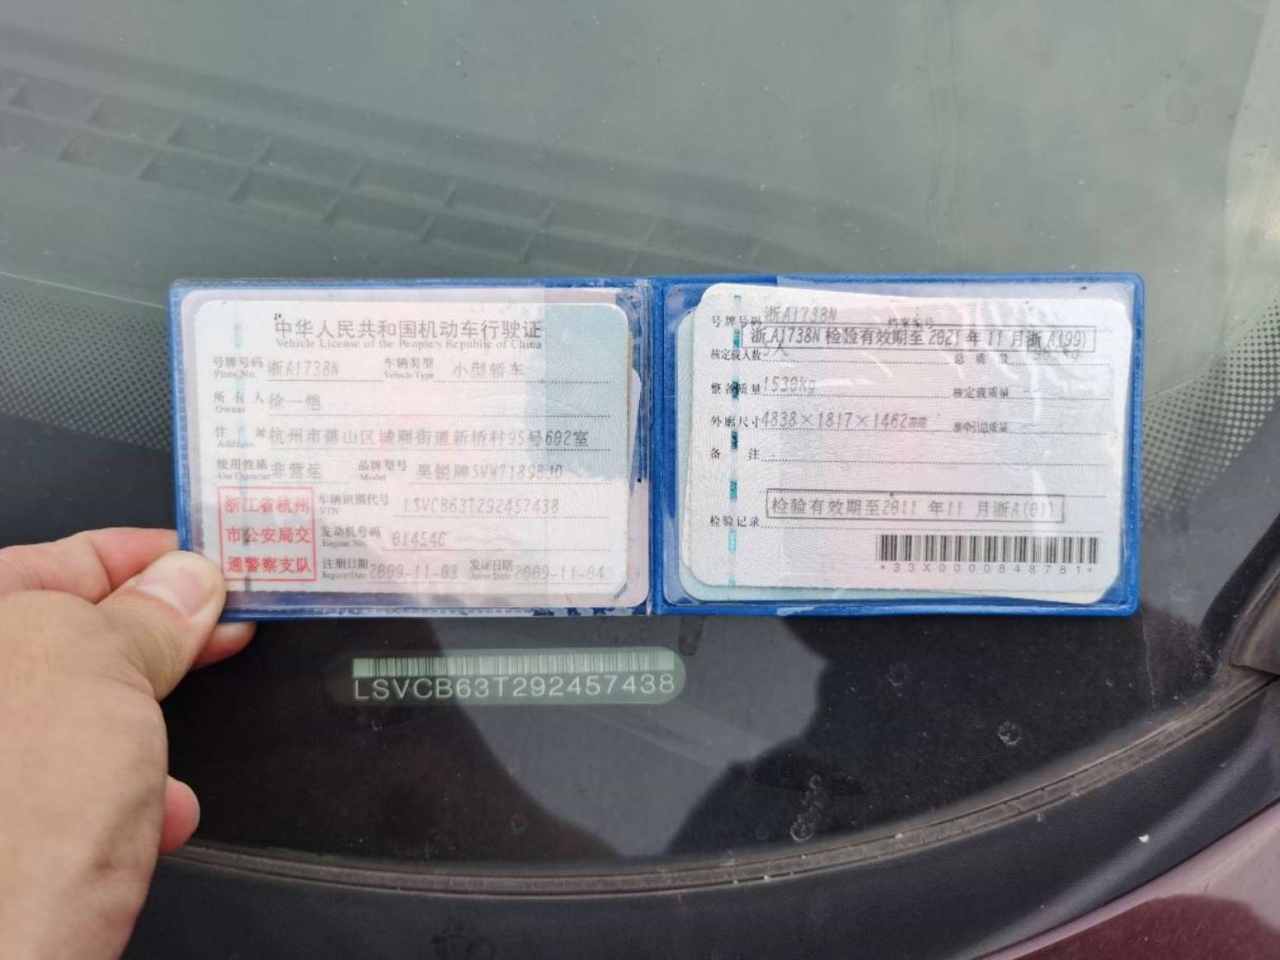 中华人民共和国机动车行驶证
Vehicle License of the People's Republic of China
号牌号码 浙A1738N 车辆类型 小型轿车
Plate No. Vehicle Type
所有人 徐一
Owner
住址 杭州市萧山区城厢街道新桥村95号602室
Address
使用性质 非营运 品牌型号 昊锐牌SVW7189BJD
Use Character Model
浙江省杭州
市公安局交
通警察支队
车辆识别代号 LSVCB63T292457438
VIN
发动机号码 014546
Engine No.
注册日期 2009-11-03 发证日期 2009-11-04
Register Date Issue Date
号牌号码 浙A1738N 档案编号
浙A1738N 检验有效期至 2021 年 11 月浙 A(99)
核定载人数 5人 总质量
整备质量 1530kg 核定载质量
外廓尺寸 4838×1817×1462mm 准牵引总质量
备注
检验记录 检验有效期至2011 年11 月浙A(01)
*33X0000848781*
LSVCB63T292457438